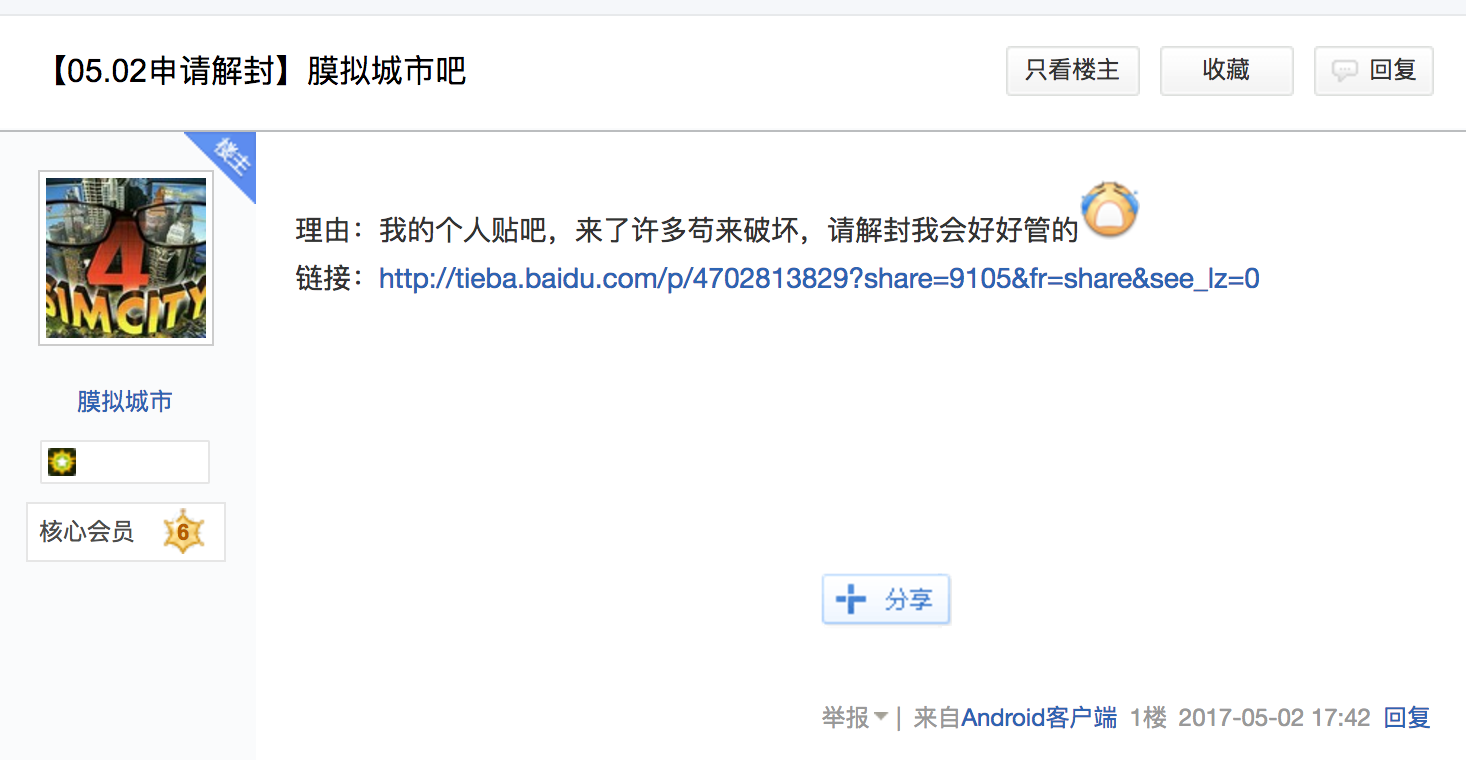 【05.02申请解封】膜拟城市吧
只看楼主
收藏
回复
楼主
4
SIMCITY
理由：我的个人贴吧，来了许多苟来破坏，请解封我会好好管的
链接：http://tieba.baidu.com/p/4702813829?share=9105&fr=share&see_lz=0
膜拟城市
核心会员
6
分享
举报
来自Android客户端
1楼
2017-05-02 17:42
回复